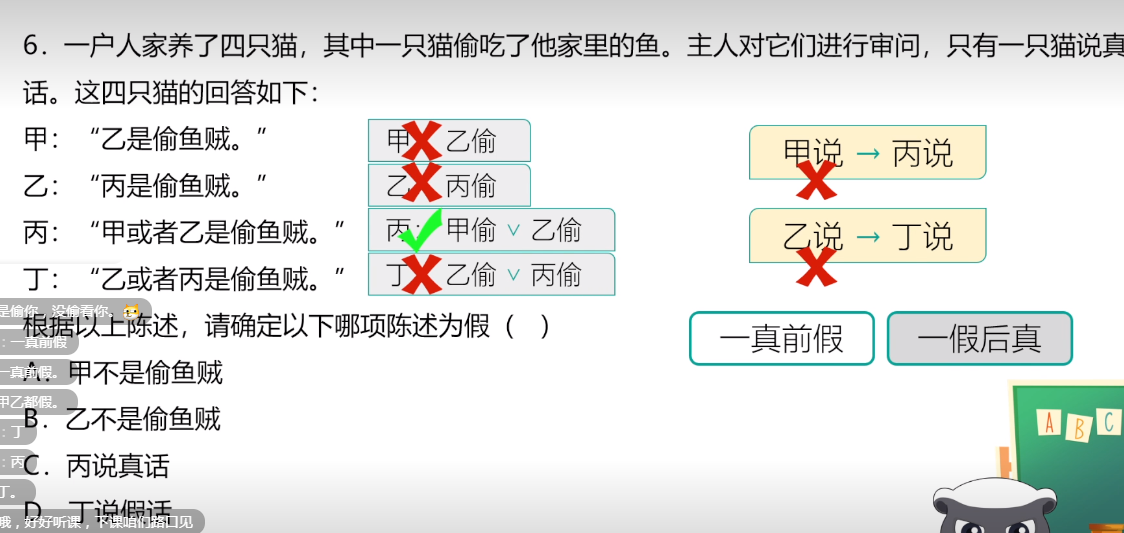 6．一户人家养了四只猫，其中一只猫偷吃了他家里的鱼。主人对它们进行审问，只有一只猫说真
话。这四只猫的回答如下：
甲：“乙是偷鱼贼。”
乙：“丙是偷鱼贼。”
丙：“甲或者乙是偷鱼贼。”
丁：“乙或者丙是偷鱼贼。”
甲 乙偷
乙 丙偷
丙： 甲偷 ∨ 乙偷
丁 乙偷 ∨ 丙偷
甲说 → 丙说
乙说 → 丁说
一真前假
一假后真
根据以上陈述，请确定以下哪项陈述为假（ ）
A．甲不是偷鱼贼
B．乙不是偷鱼贼
C．丙说真话
D．丁说假话
是偷你，没偷看你。
：一真前假
一真前假。
甲乙都假。
：丁
：丙
丁。
哦，好好听课，下课咱们路口见
A B C